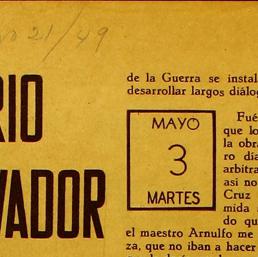 21/49
RIO
VADOR
de la Guerra se instal
desarrollar largos diálog
MAYO
3
MARTES
Fué
que lo
la obra
ro día
arbitra
asi no
Cruz
mida
do qu
el maestro Arnulfo me
za, que no iban a hacer